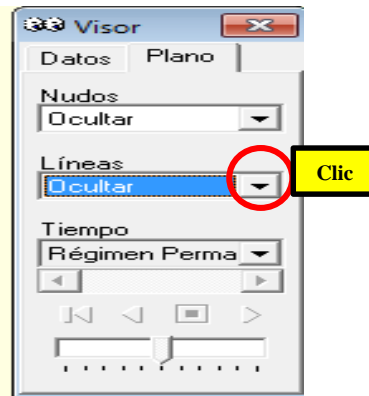 Visor
Datos Plano
Nudos
Ocultar
Líneas
Ocultar
Clic
Tiempo
Régimen Perma